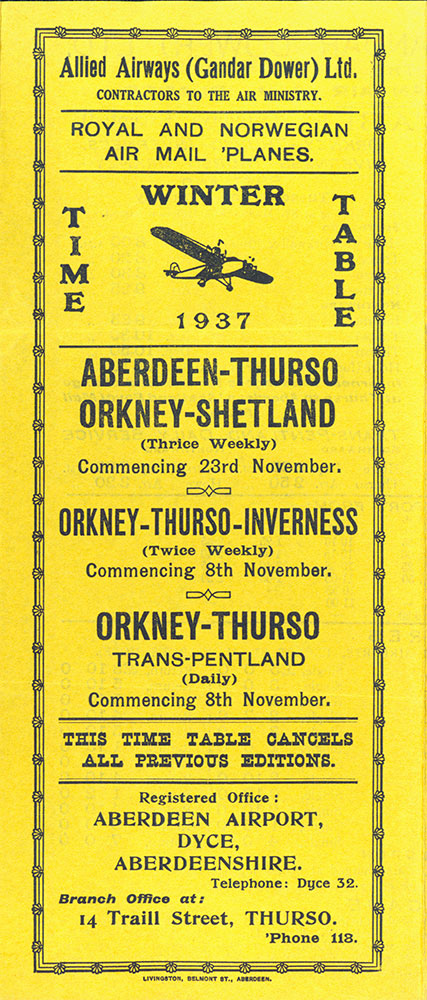 Allied Airways (Gandar Dower) Ltd.
CONTRACTORS TO THE AIR MINISTRY.
ROYAL AND NORWEGIAN
AIR MAIL 'PLANES.
WINTER
TIME
TABLE
1937
ABERDEEN-THURSO
ORKNEY-SHETLAND
(Thrice Weekly)
Commencing 23rd November.
ORKNEY-THURSO-INVERNESS
(Twice Weekly)
Commencing 8th November.
ORKNEY-THURSO
TRANS-PENTLAND
(Daily)
Commencing 8th November.
THIS TIME TABLE CANCELS
ALL PREVIOUS EDITIONS.
Registered Office :
ABERDEEN AIRPORT,
DYCE,
ABERDEENSHIRE.
Telephone: Dyce 32.
Branch Office at:
14 Traill Street, THURSO.
'Phone 113.
LIVINGSTON, BELMONT ST., ABERDEEN.